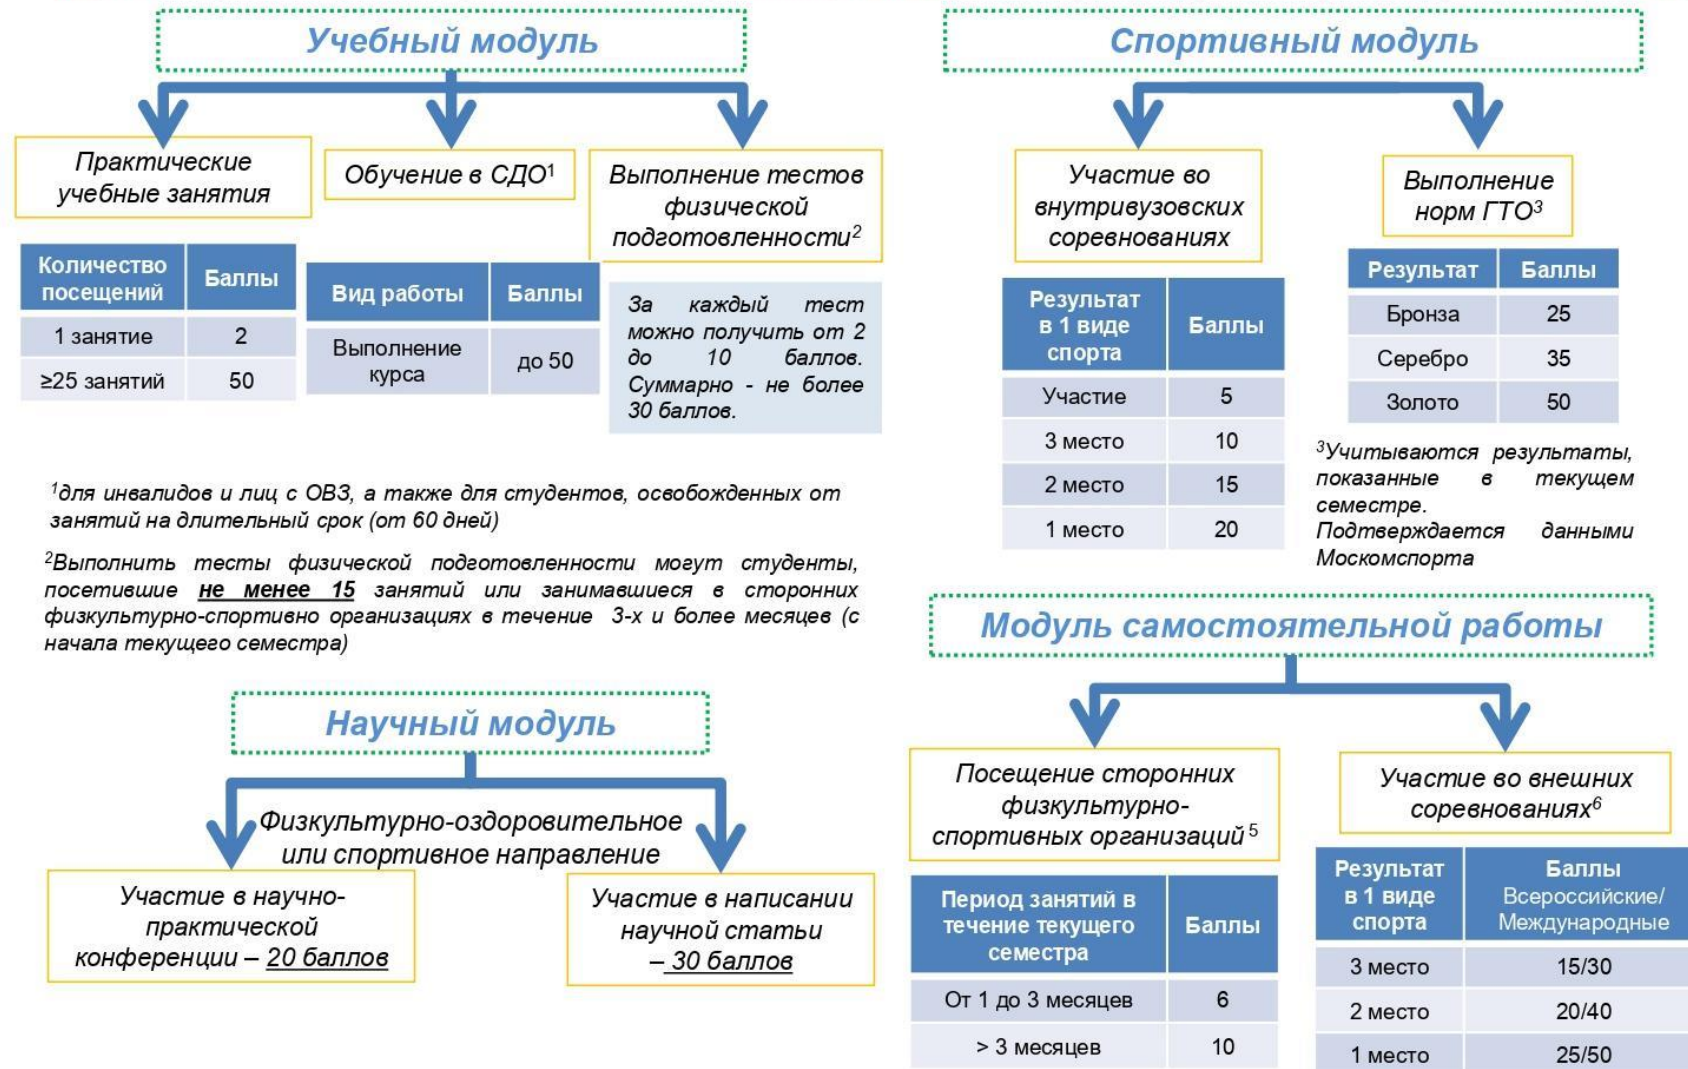 Учебный модуль
Практические
учебные занятия
Обучение в СДО¹
Выполнение тестов
физической
подготовленности²
Количество
посещений
Баллы
1 занятие
2
≥25 занятий
50
Вид работы
Баллы
Выполнение
курса
до 50
За каждый тест
можно получить от 2
до 10 баллов.
Суммарно - не более
30 баллов.
¹для инвалидов и лиц с ОВЗ, а также для студентов, освобожденных от
занятий на длительный срок (от 60 дней)
²Выполнить тесты физической подготовленности могут студенты,
посетившие не менее 15 занятий или занимавшиеся в сторонних
физкультурно-спортивно организациях в течение 3-х и более месяцев (с
начала текущего семестра)
Спортивный модуль
Участие во
внутривузовских
соревнованиях
Выполнение
норм ГТО³
Результат
в 1 виде
спорта
Баллы
Участие
5
3 место
10
2 место
15
1 место
20
Результат
Баллы
Бронза
25
Серебро
35
Золото
50
³Учитываются результаты,
показанные в текущем
семестре.
Подтверждается данными
Москомспорта
Научный модуль
Физкультурно-оздоровительное
или спортивное направление
Участие в научно-
практической
конференции – 20 баллов
Участие в написании
научной статьи
– 30 баллов
Модуль самостоятельной работы
Посещение сторонних
физкультурно-
спортивных организаций ⁵
Участие во внешних
соревнованиях⁶
Период занятий в
течение текущего
семестра
Баллы
От 1 до 3 месяцев
6
> 3 месяцев
10
Результат
в 1 виде
спорта
Баллы
Всероссийские/
Международные
3 место
15/30
2 место
20/40
1 место
25/50